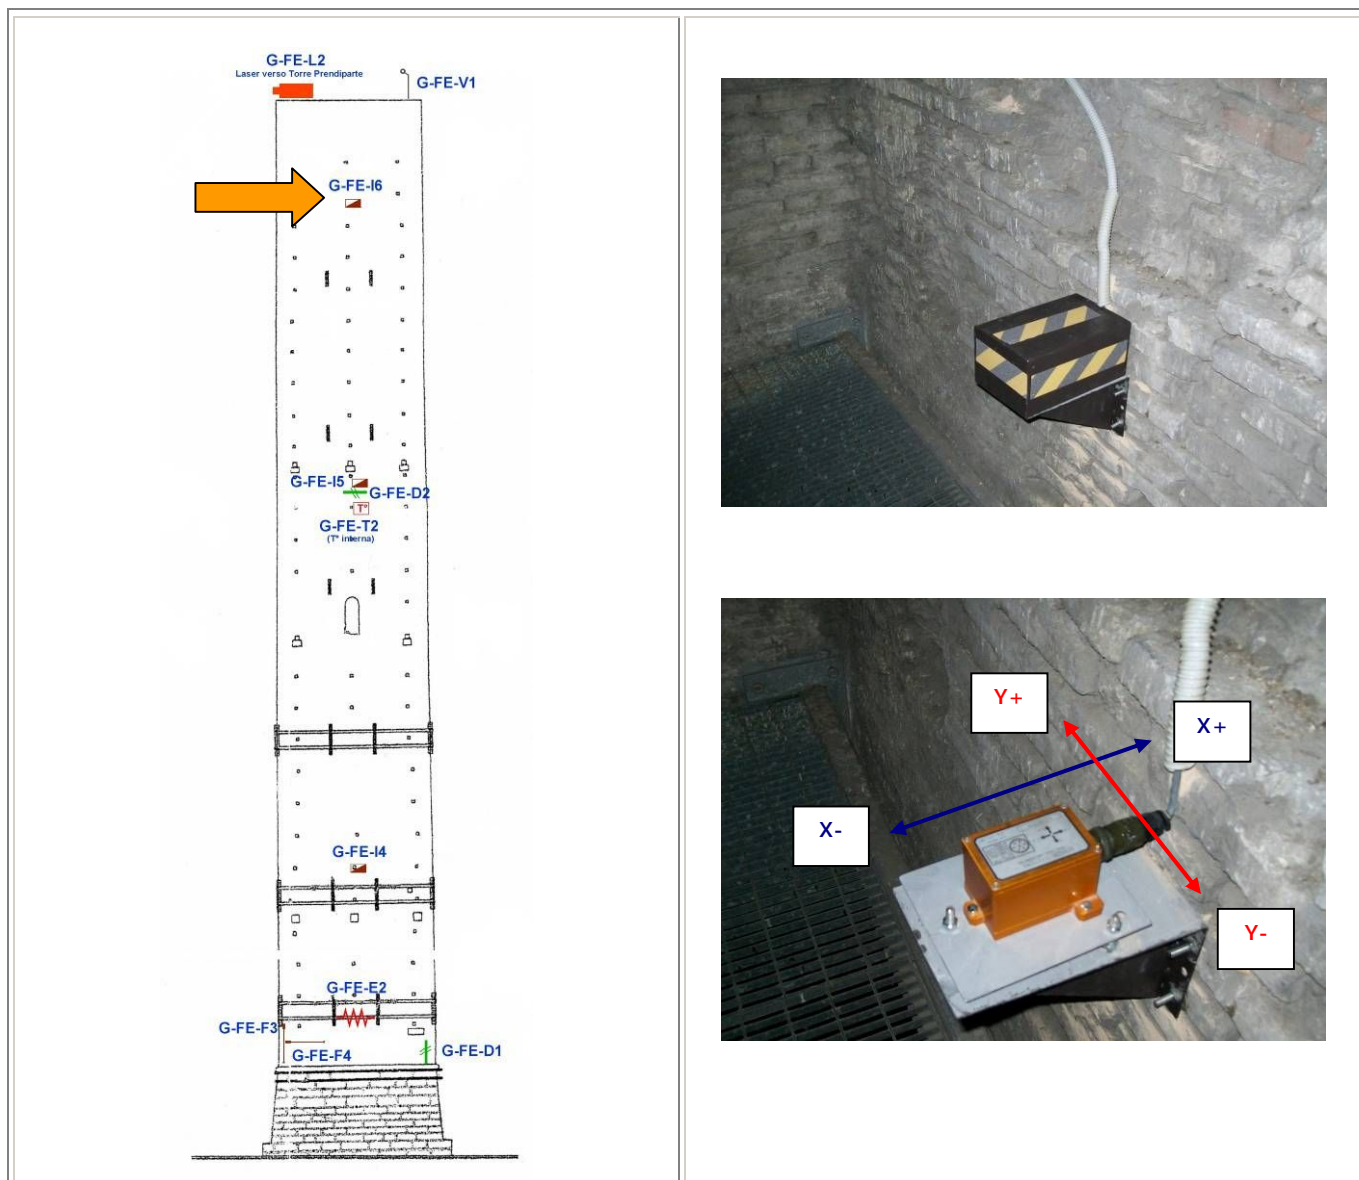 G-FE-L2
Laser verso Torre Prendiparte
G-FE-V1
G-FE-I6
G-FE-I5
G-FE-D2
T°
G-FE-T2
(T° interna)
G-FE-I4
G-FE-E2
G-FE-F3
G-FE-F4
G-FE-D1
Y+
X+
X-
Y-